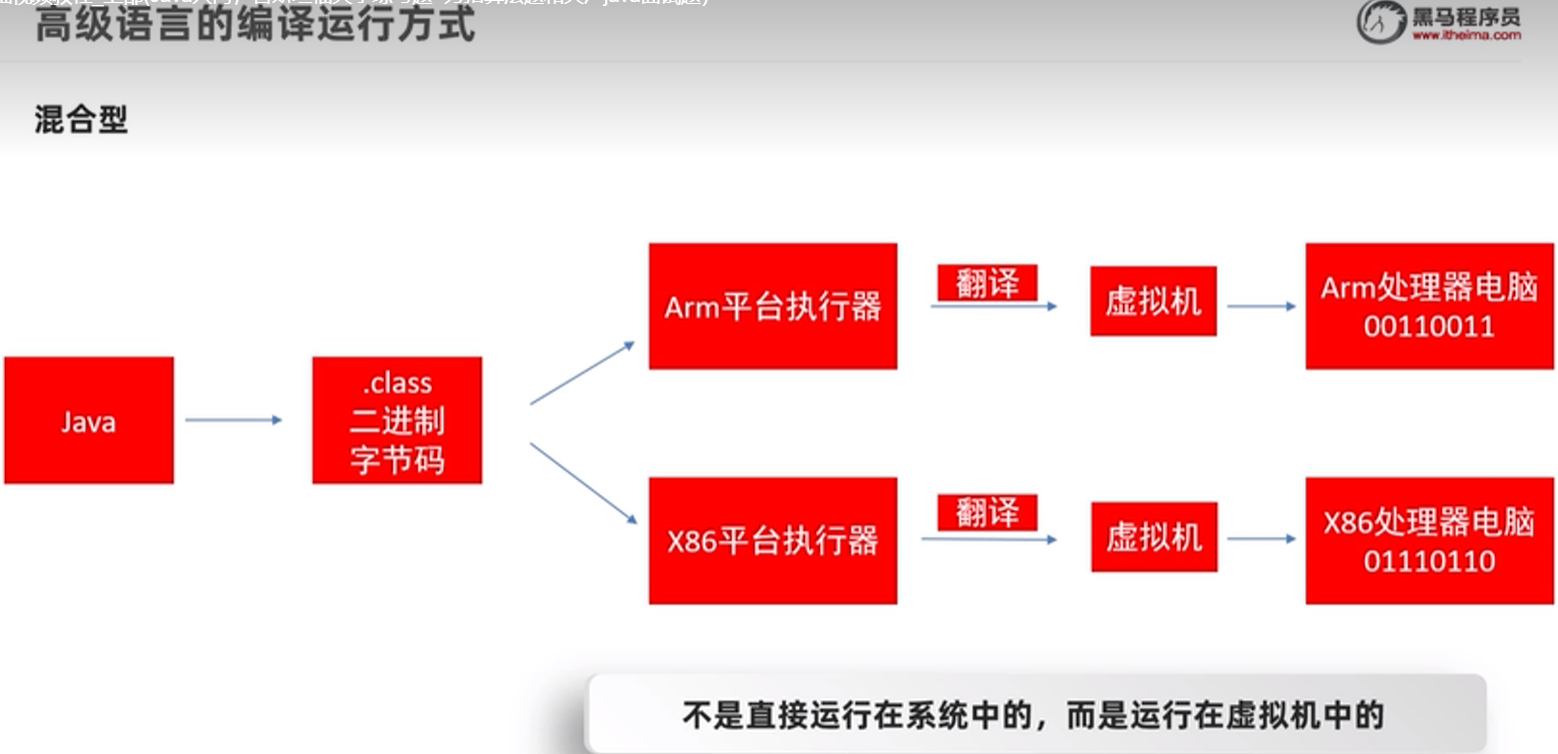 高级语言的编译运行方式
黑马程序员
www.itheima.com
混合型
Java
.class
二进制
字节码
Arm平台执行器
翻译
虚拟机
Arm处理器电脑
00110011
X86平台执行器
翻译
虚拟机
X86处理器电脑
01110110
不是直接运行在系统中的，而是运行在虚拟机中的